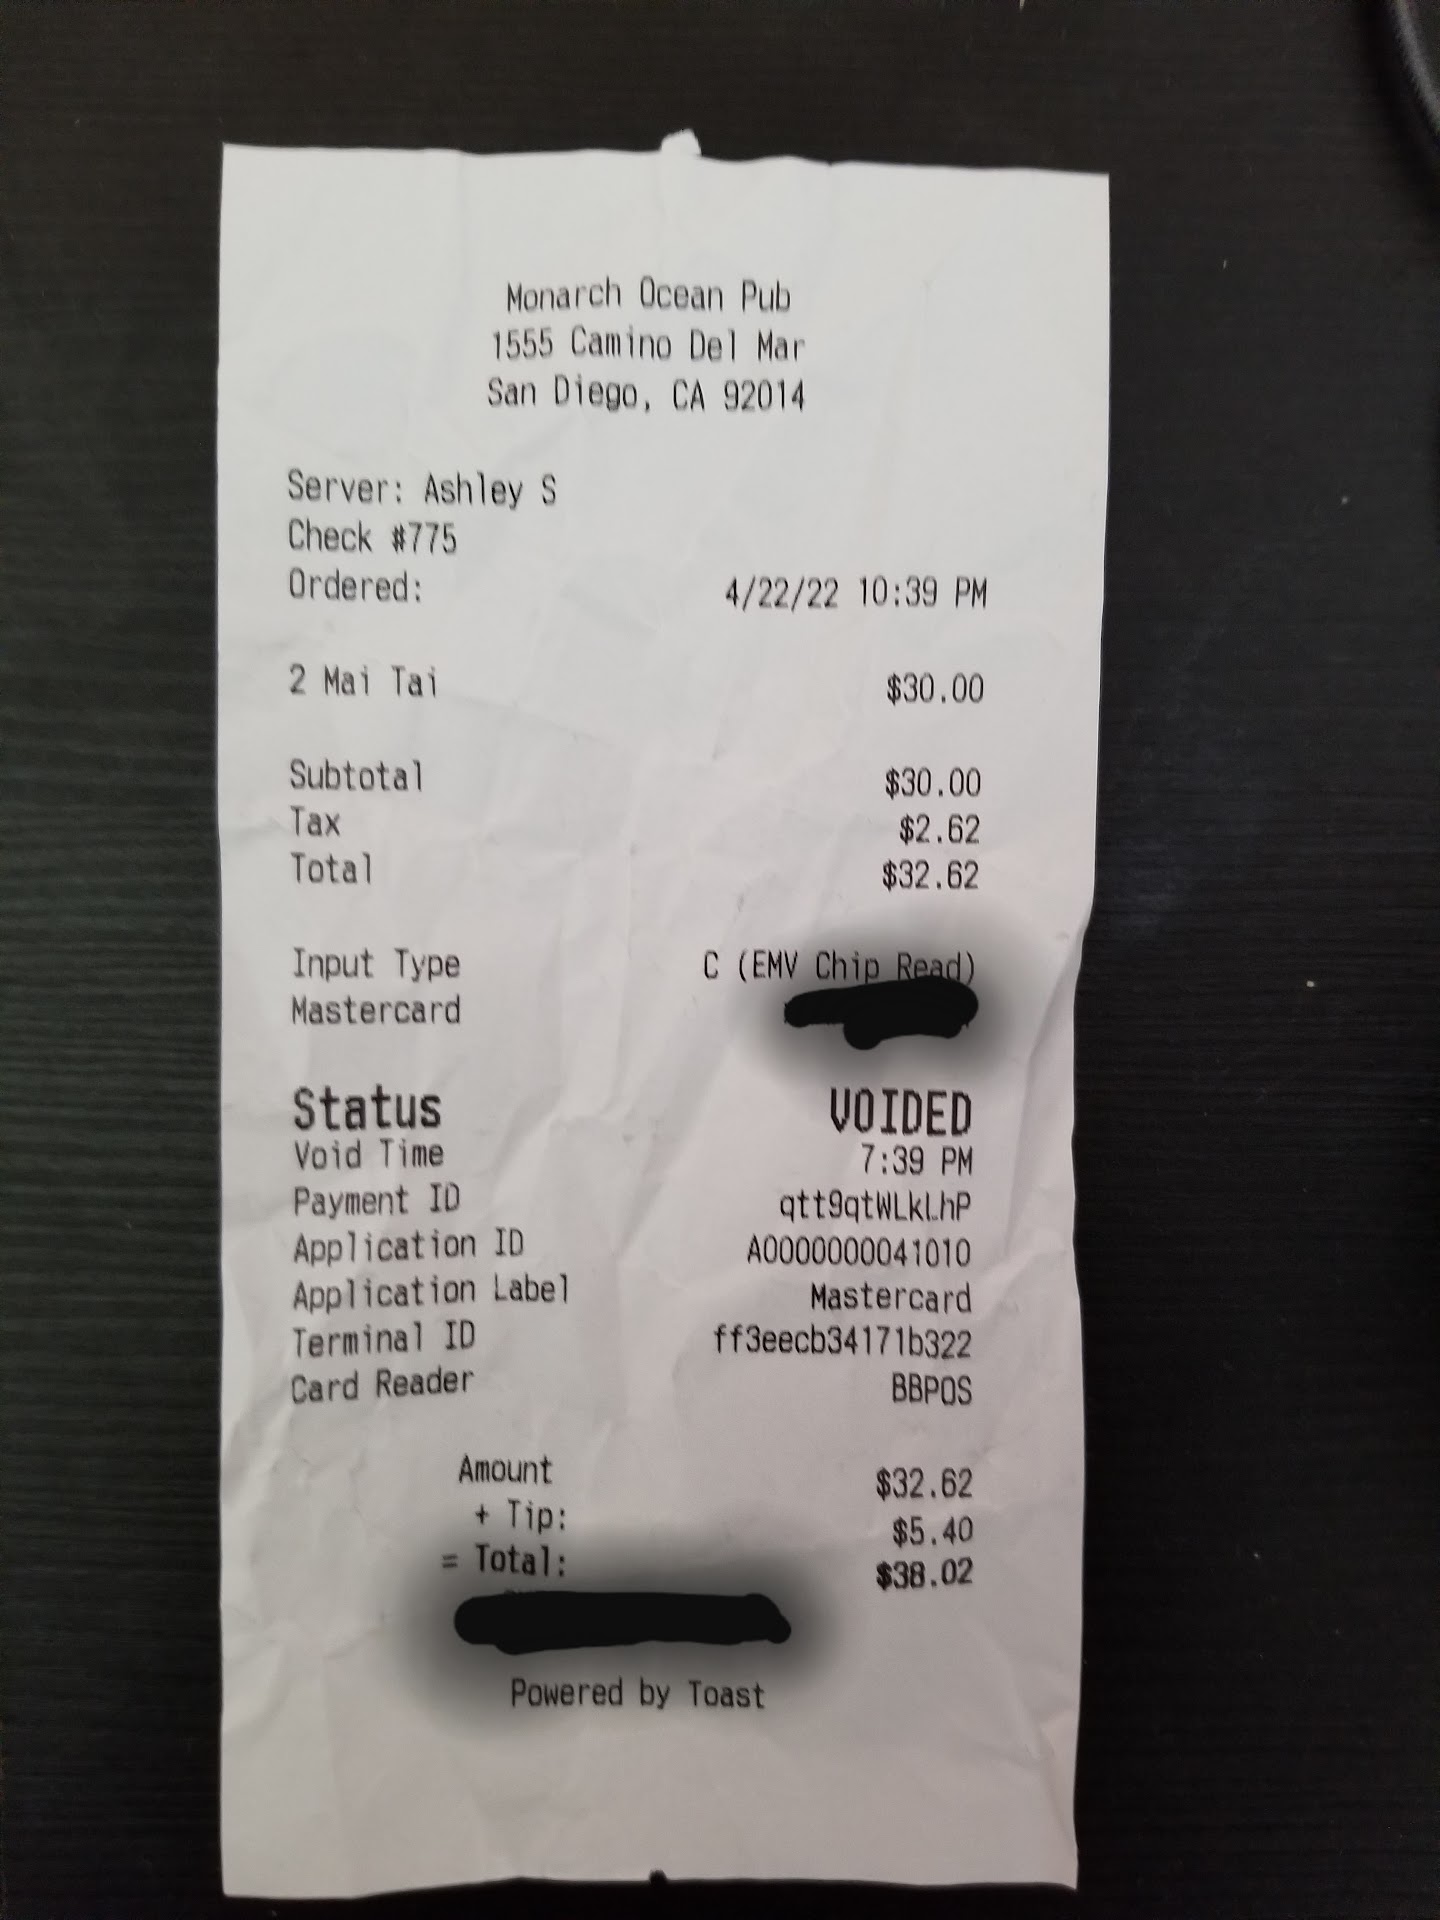 Monarch Ocean Pub
1555 Camino Del Mar
San Diego, CA 92014
Server: Ashley S
Check #775
Ordered: 4/22/22 10:39 PM
2 Mai Tai $30.00
Subtotal $30.00
Tax $2.62
Total $32.62
Input Type C (EMV Chip Read)
Mastercard
Status VOIDED
Void Time 7:39 PM
Payment ID qtt9qtWLkLhP
Application ID A0000000041010
Application Label Mastercard
Terminal ID ff3eecb34171b322
Card Reader BBPOS
Amount $32.62
+ Tip: $5.40
= Total: $38.02
Powered by Toast